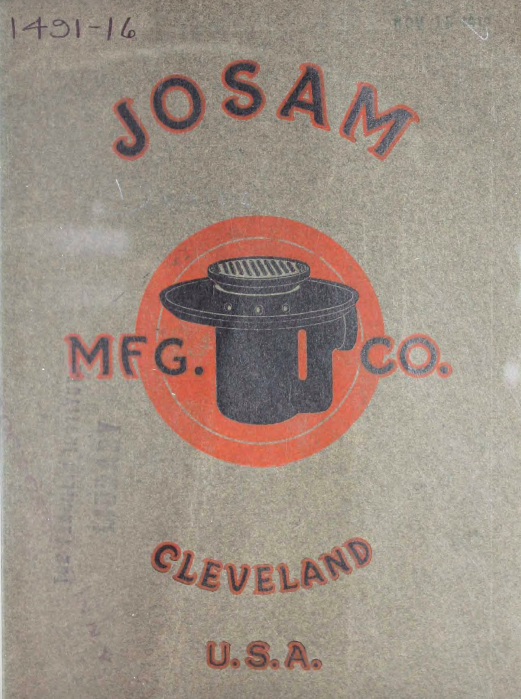 1491-16
JOSAM
MFG. CO.
CLEVELAND
U.S.A.